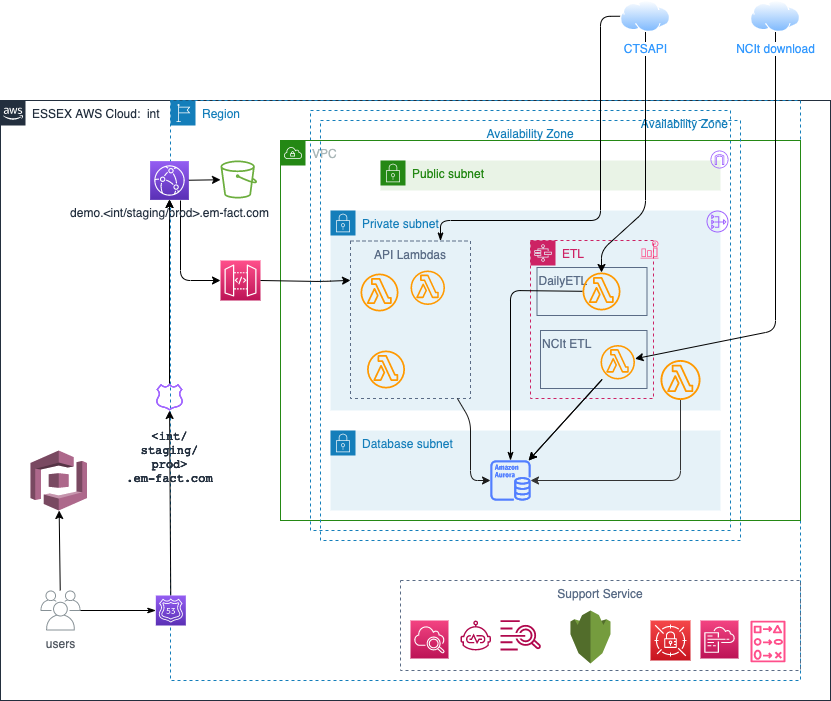 CTSAPI
NCIt download
aws
ESSEX AWS Cloud: int
Region
Availability Zone
Availability Zone
VPC
Public subnet
demo.<int/staging/prod>.em-fact.com
Private subnet
API Lambdas
ETL
DailyETL
NCIt ETL
<int/
staging/
prod>
.em-fact.com
Database subnet
Amazon
Aurora
53
users
Support Service